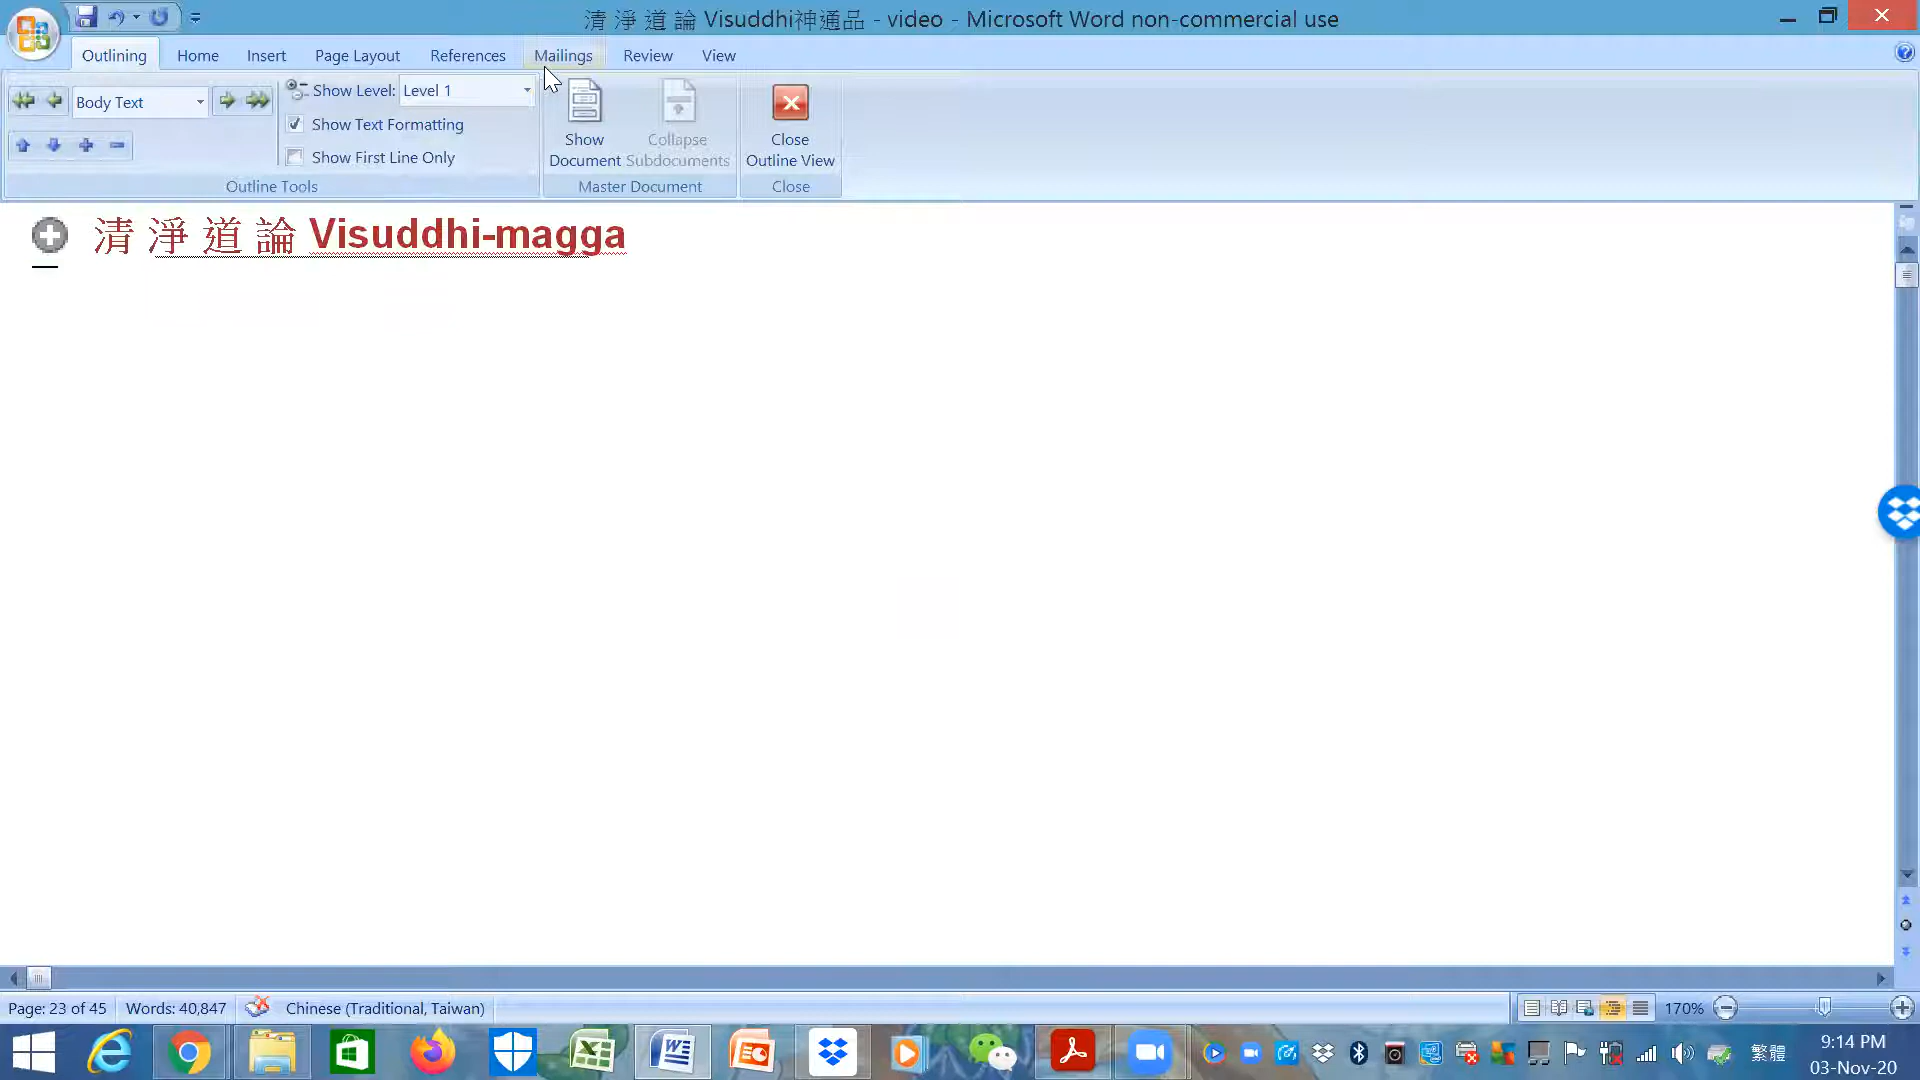 清 淨 道 論 Visuddhi神通品 - video - Microsoft Word non-commercial use
Outlining Home Insert Page Layout References Mailings Review View
Body Text
Show Level: Level 1
Show Text Formatting
Show First Line Only
Show Document
Collapse Subdocuments
Close Outline View
Outline Tools Master Document Close
清 淨 道 論 Visuddhi-magga
Page: 23 of 45 Words: 40,847 Chinese (Traditional, Taiwan) 170%
繁體
9:14 PM
03-Nov-20